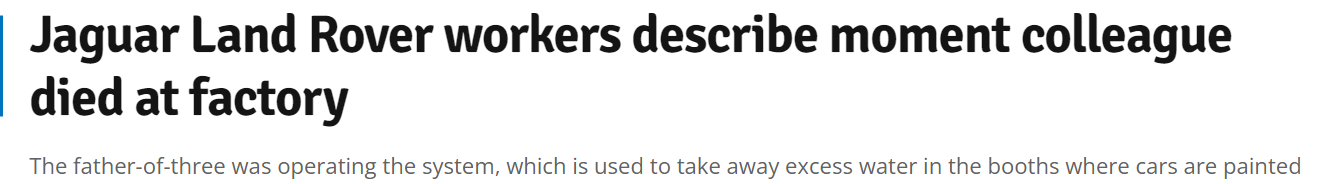 Jaguar Land Rover workers describe moment colleague
died at factory
The father-of-three was operating the system, which is used to take away excess water in the booths where cars are painted